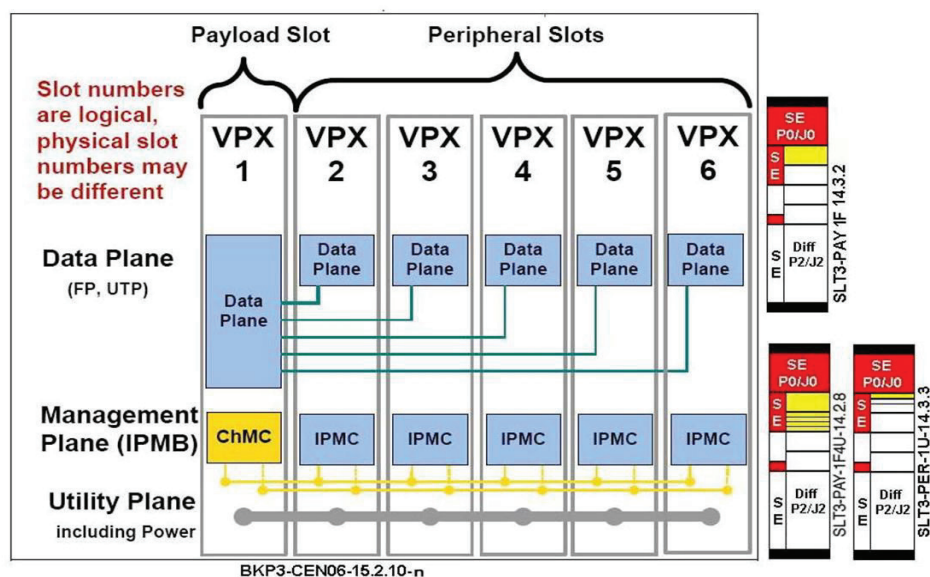 Payload Slot
Peripheral Slots
Slot numbers
are logical,
physical slot
numbers may
be different
VPX
1
VPX
2
VPX
3
VPX
4
VPX
5
VPX
6
Data Plane
(FP, UTP)
Data
Plane
Data
Plane
Data
Plane
Data
Plane
Data
Plane
Data
Plane
Management
Plane (IPMB)
ChMC
IPMC
IPMC
IPMC
IPMC
IPMC
Utility Plane
including Power
BKP3-CEN06-15.2.10-n
SE
P0/J0
S
E
S
E
Diff
P2/J2
SLT3-PAY 1F 14.3.2
SE
P0/J0
S
E
S
E
Diff
P2/J2
SLT3-PAY-1F4U-14.2.8
SE
P0/J0
S
E
S
E
Diff
P2/J2
SLT3-PER-1U-14.3.3